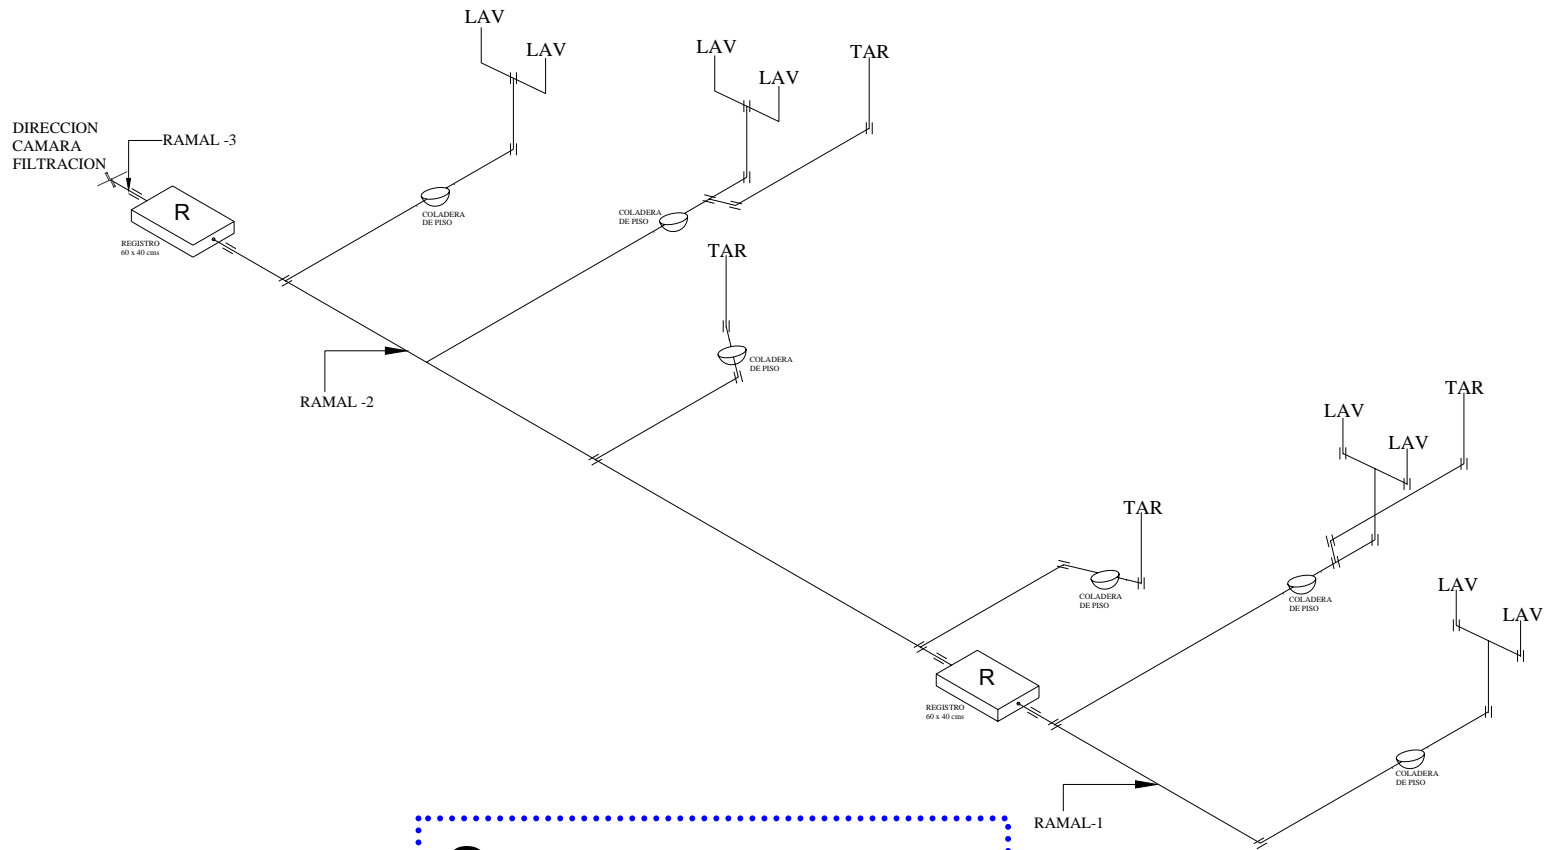 LAV
LAV
LAV
LAV
TAR
DIRECCION
CAMARA
FILTRACION
RAMAL -3
R
REGISTRO
60 x 40 cms
COLADERA
DE PISO
COLADERA
DE PISO
TAR
COLADERA
DE PISO
RAMAL -2
TAR
LAV
LAV
TAR
COLADERA
DE PISO
COLADERA
DE PISO
LAV
LAV
R
REGISTRO
60 x 40 cms
COLADERA
DE PISO
RAMAL-1